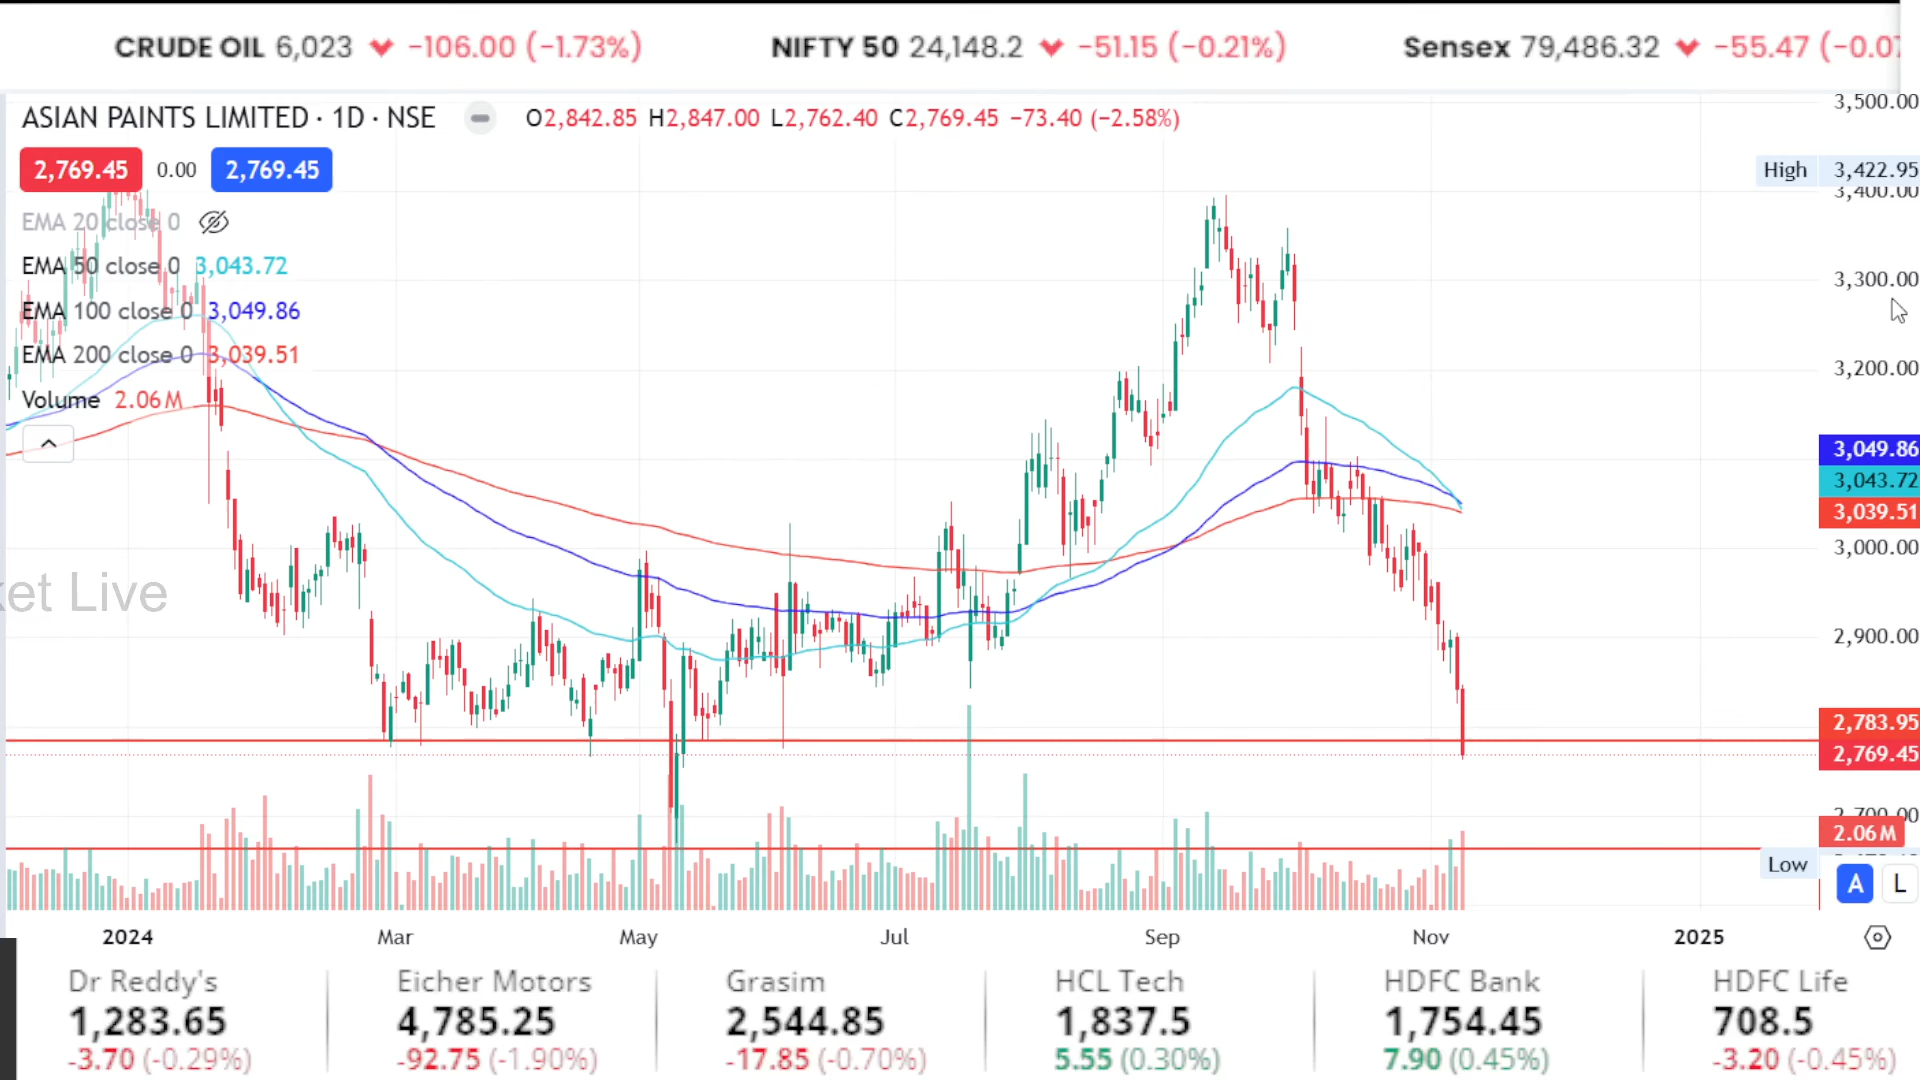 CRUDE OIL 6,023 −106.00 (−1.73%) NIFTY 50 24,148.2 −51.15 (−0.21%) Sensex 79,486.32 −55.47
ASIAN PAINTS LIMITED · 1D · NSE O2,842.85 H2,847.00 L2,762.40 C2,769.45 −73.40 (−2.58%)
3,500.00
2,769.45 0.00 2,769.45
High 3,422.95
3,400.00
EMA 20 close 0
EMA 50 close 0 3,043.72
3,300.00
EMA 100 close 0 3,049.86
EMA 200 close 0 3,039.51
3,200.00
Volume 2.06M
3,049.86
3,043.72
3,039.51
3,000.00
et Live
2,900.00
2,783.95
2,769.45
2,700.00
2.06M
Low
A L
2024 Mar May Jul Sep Nov 2025
Dr Reddy's Eicher Motors Grasim HCL Tech HDFC Bank HDFC Life
1,283.65 4,785.25 2,544.85 1,837.5 1,754.45 708.5
-3.70 (-0.29%) -92.75 (-1.90%) -17.85 (-0.70%) 5.55 (0.30%) 7.90 (0.45%) -3.20 (-0.45%)